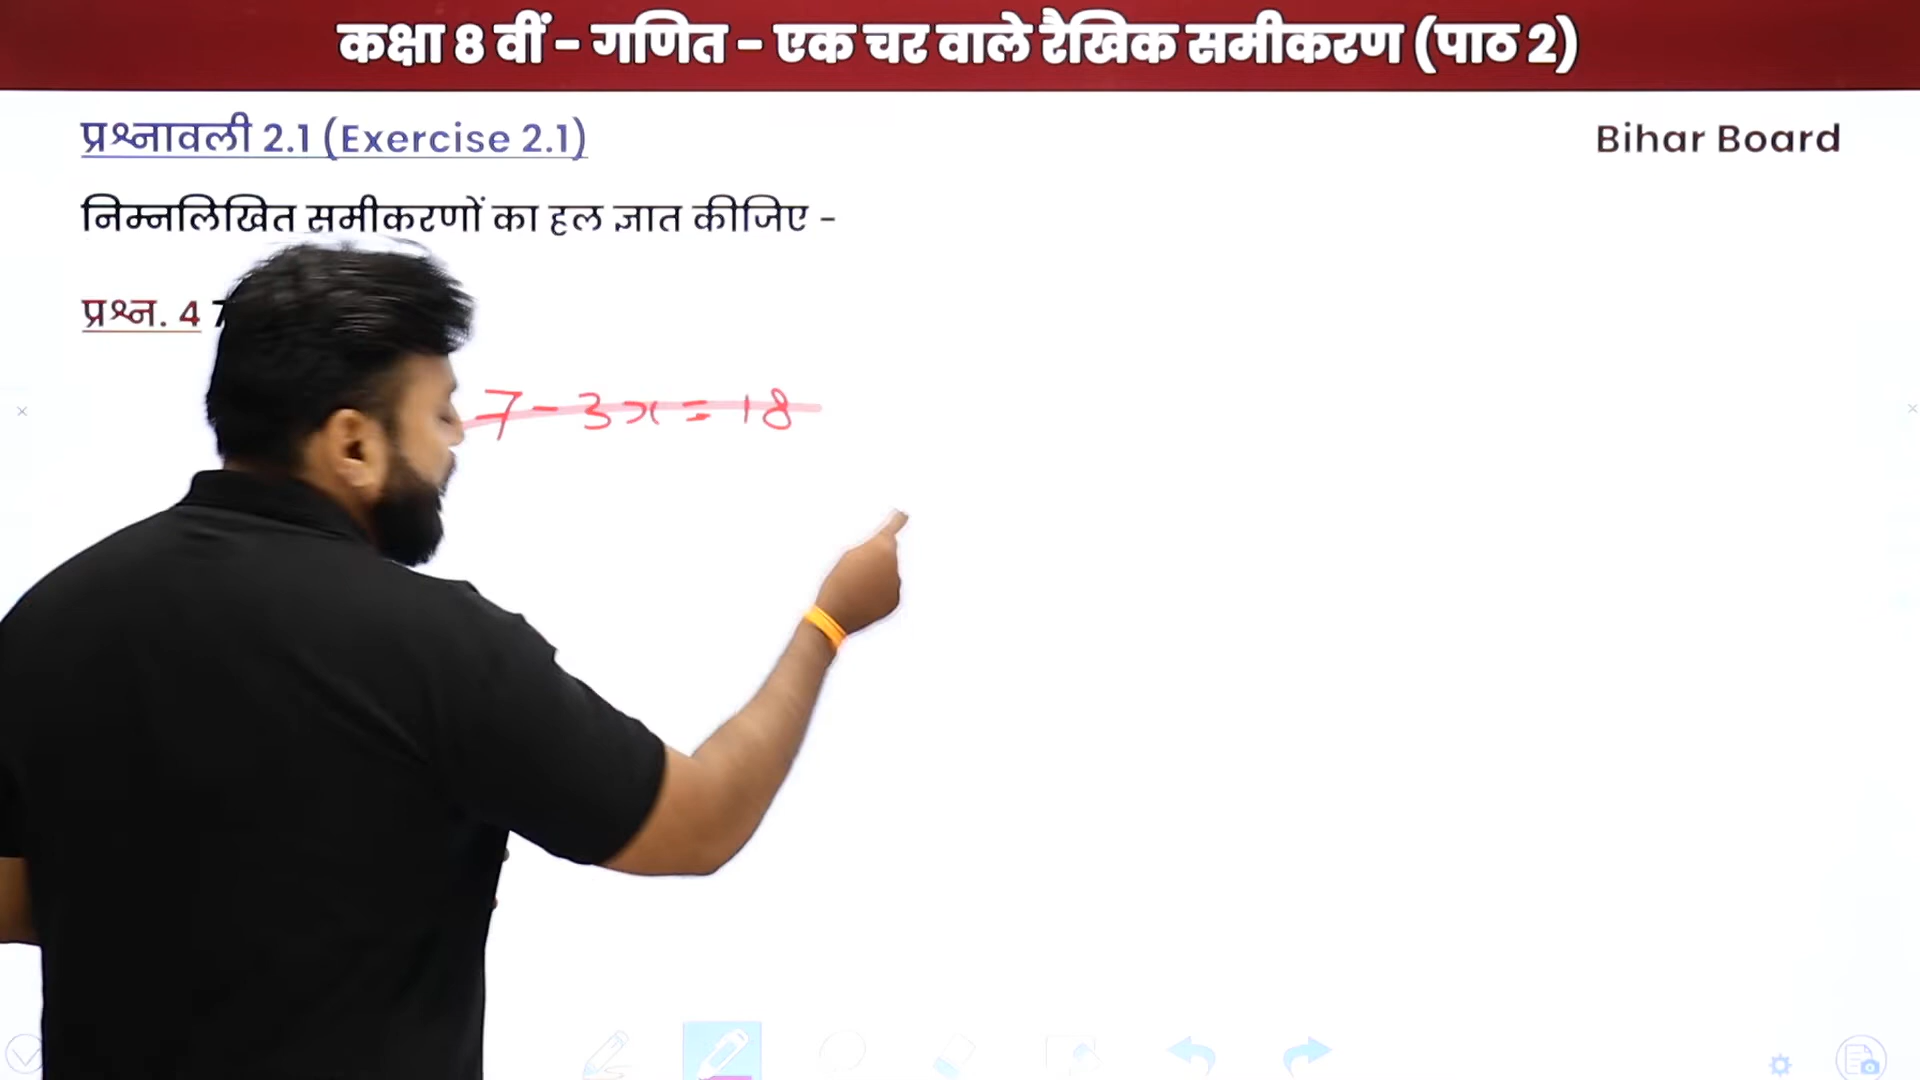 कक्षा 8 वीं - गणित - एक चर वाले रैखिक समीकरण (पाठ 2)
प्रश्नावली 2.1 (Exercise 2.1)
Bihar Board
निम्नलिखित समीकरणों का हल ज्ञात कीजिए -
प्रश्न. 4 7
7 - 3x = 18